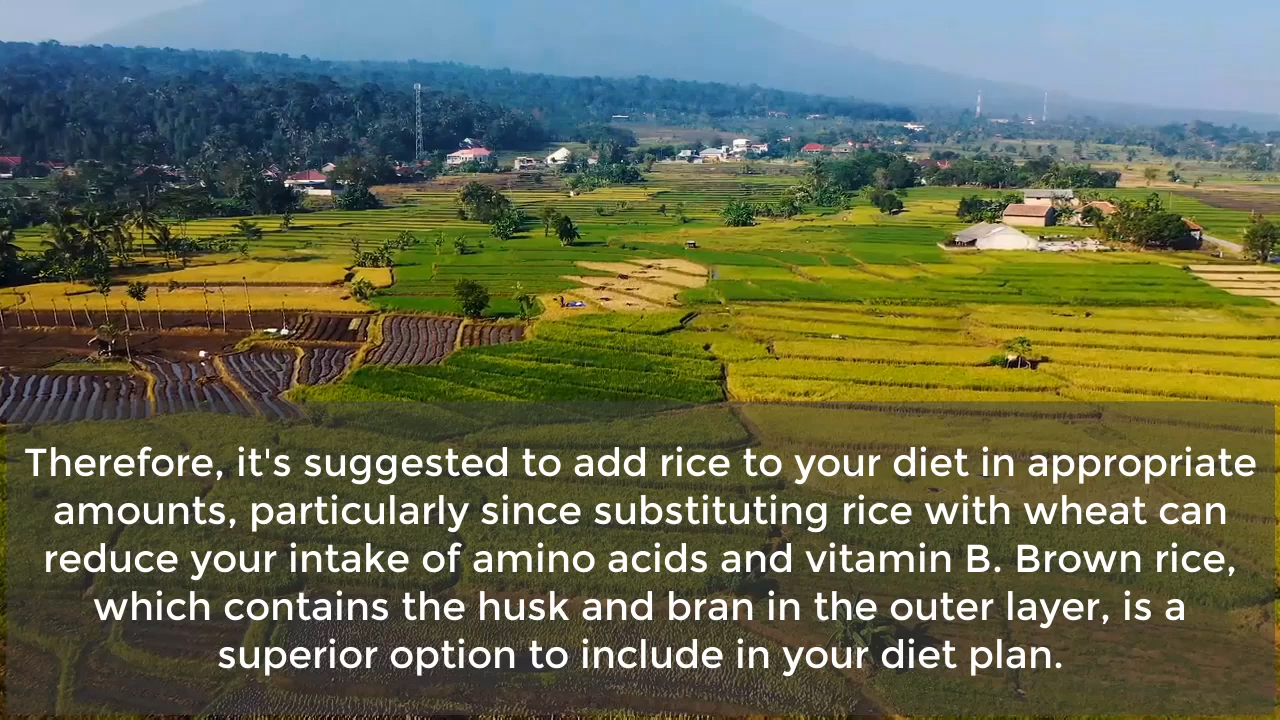 Therefore, it's suggested to add rice to your diet in appropriate
amounts, particularly since substituting rice with wheat can
reduce your intake of amino acids and vitamin B. Brown rice,
which contains the husk and bran in the outer layer, is a
superior option to include in your diet plan.